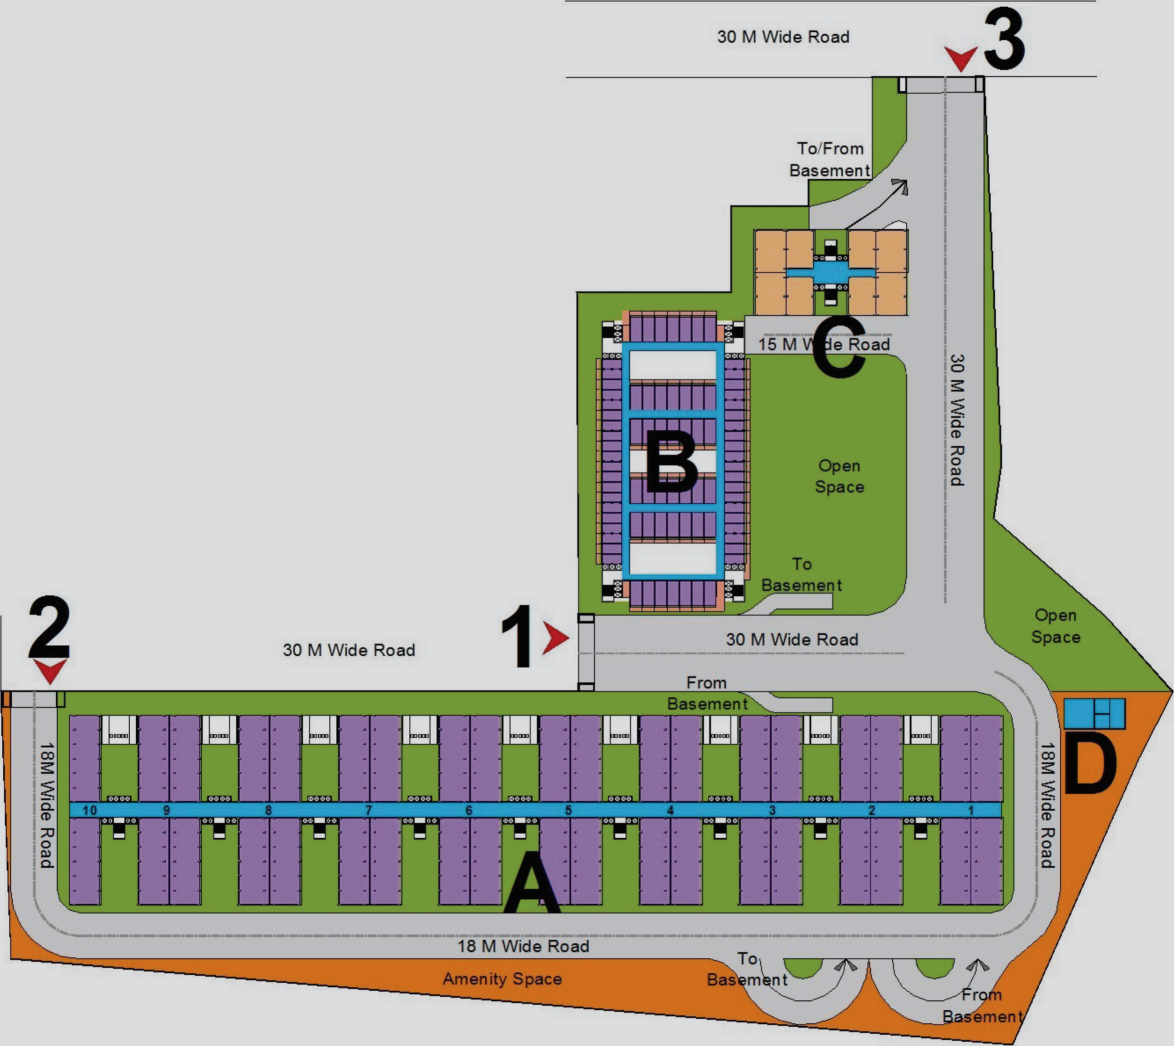 30 M Wide Road
3
To/From
Basement
C
15 M Wide Road
30 M Wide Road
B
Open
Space
To
Basement
Open
Space
2
30 M Wide Road
1
30 M Wide Road
From
Basement
18M Wide Road
10 9 8 7 6 5 4 3 2 1
18M Wide Road
D
A
18 M Wide Road
Amenity Space
To
Basement
From
Basement